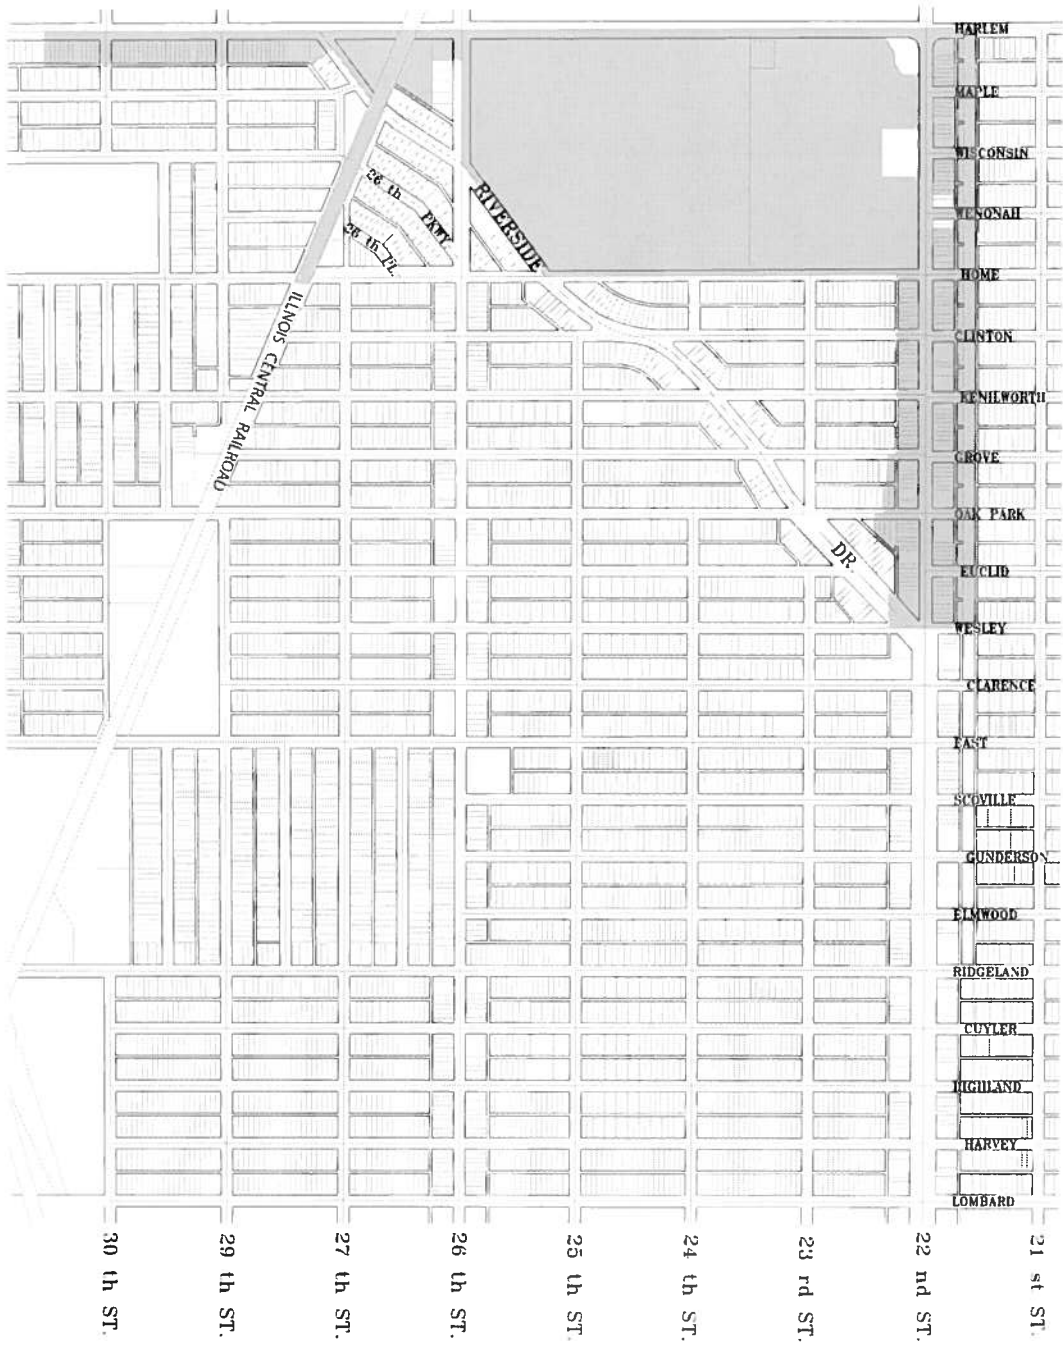 HARLEM
MAPLE
WISCONSIN
WENONAH
HOME
CLINTON
KENILWORTH
GROVE
OAK PARK
EUCLID
WESLEY
CLARENCE
EAST
SCOVILLE
GUNDERSON
ELMWOOD
RIDGELAND
CUYLER
HIGHLAND
HARVEY
LOMBARD
RIVERSIDE
DR
26 th PKWY
26 th PL.
ILLINOIS CENTRAL RAILROAD
30 th ST.
29 th ST.
27 th ST.
26 th ST.
25 th ST.
24 th ST.
23 rd ST.
22 nd ST.
21 st ST.